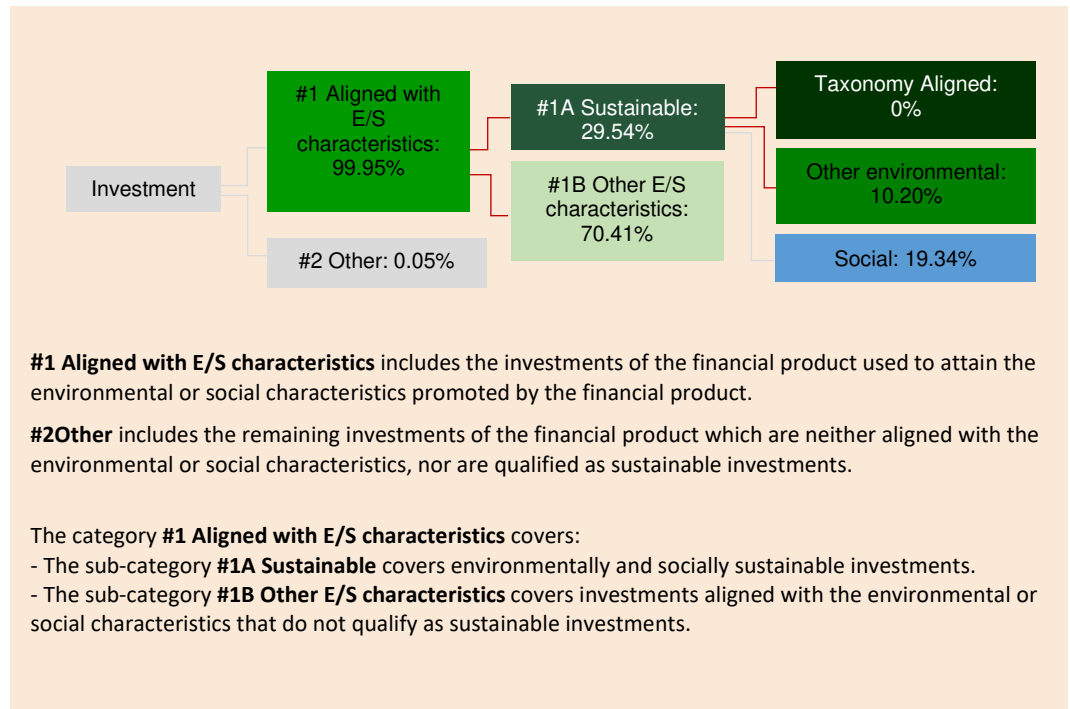 Investment
#1 Aligned with
E/S
characteristics:
99.95%
#2 Other: 0.05%
#1A Sustainable:
29.54%
#1B Other E/S
characteristics:
70.41%
Taxonomy Aligned:
0%
Other environmental:
10.20%
Social: 19.34%
#1 Aligned with E/S characteristics includes the investments of the financial product used to attain the
environmental or social characteristics promoted by the financial product.
#2Other includes the remaining investments of the financial product which are neither aligned with the
environmental or social characteristics, nor are qualified as sustainable investments.
The category #1 Aligned with E/S characteristics covers:
- The sub-category #1A Sustainable covers environmentally and socially sustainable investments.
- The sub-category #1B Other E/S characteristics covers investments aligned with the environmental or
social characteristics that do not qualify as sustainable investments.